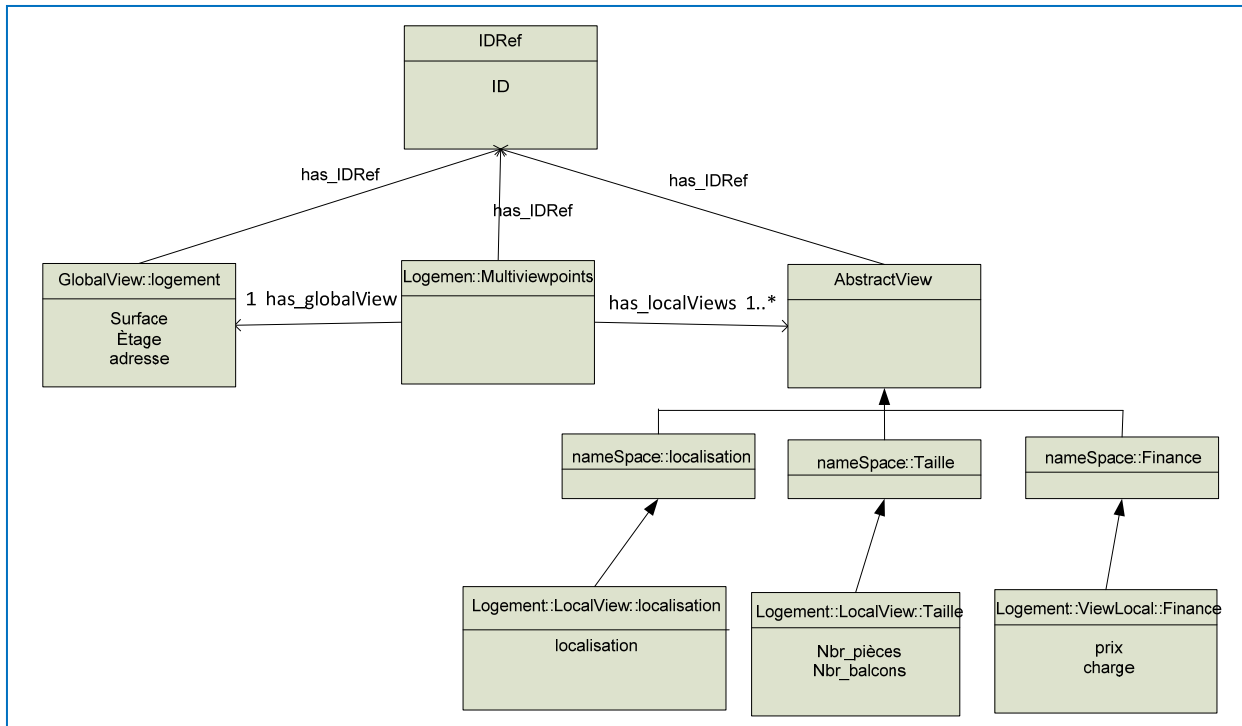 IDRef
ID
has_IDRef
has_IDRef
has_IDRef
GlobalView::logement
Surface
Ètage
adresse
1 has_globalView
Logemen::Multiviewpoints
has_localViews 1..*
AbstractView
nameSpace::localisation
nameSpace::Taille
nameSpace::Finance
Logement::LocalView::localisation
localisation
Logement::LocalView::Taille
Nbr_pièces
Nbr_balcons
Logement::ViewLocal::Finance
prix
charge